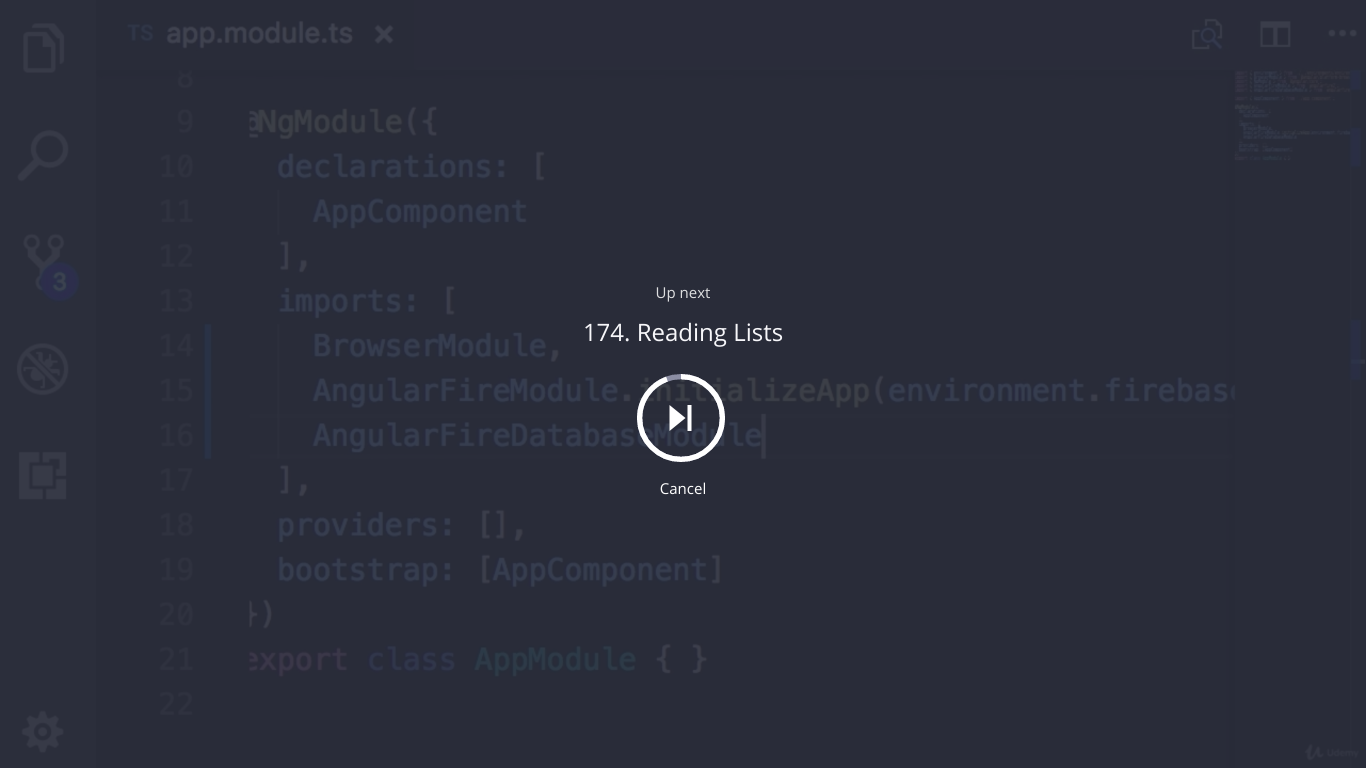 TS app.module.ts
8
9 @NgModule({
10 declarations: [
11 AppComponent
12 ],
Up next
13 imports: [
174. Reading Lists
14 BrowserModule,
15 AngularFireModule.initializeApp(environment.firebase
16 AngularFireDatabaseModule
3
Cancel
17 ],
18 providers: [],
19 bootstrap: [AppComponent]
20 })
21 export class AppModule { }
22
Udemy